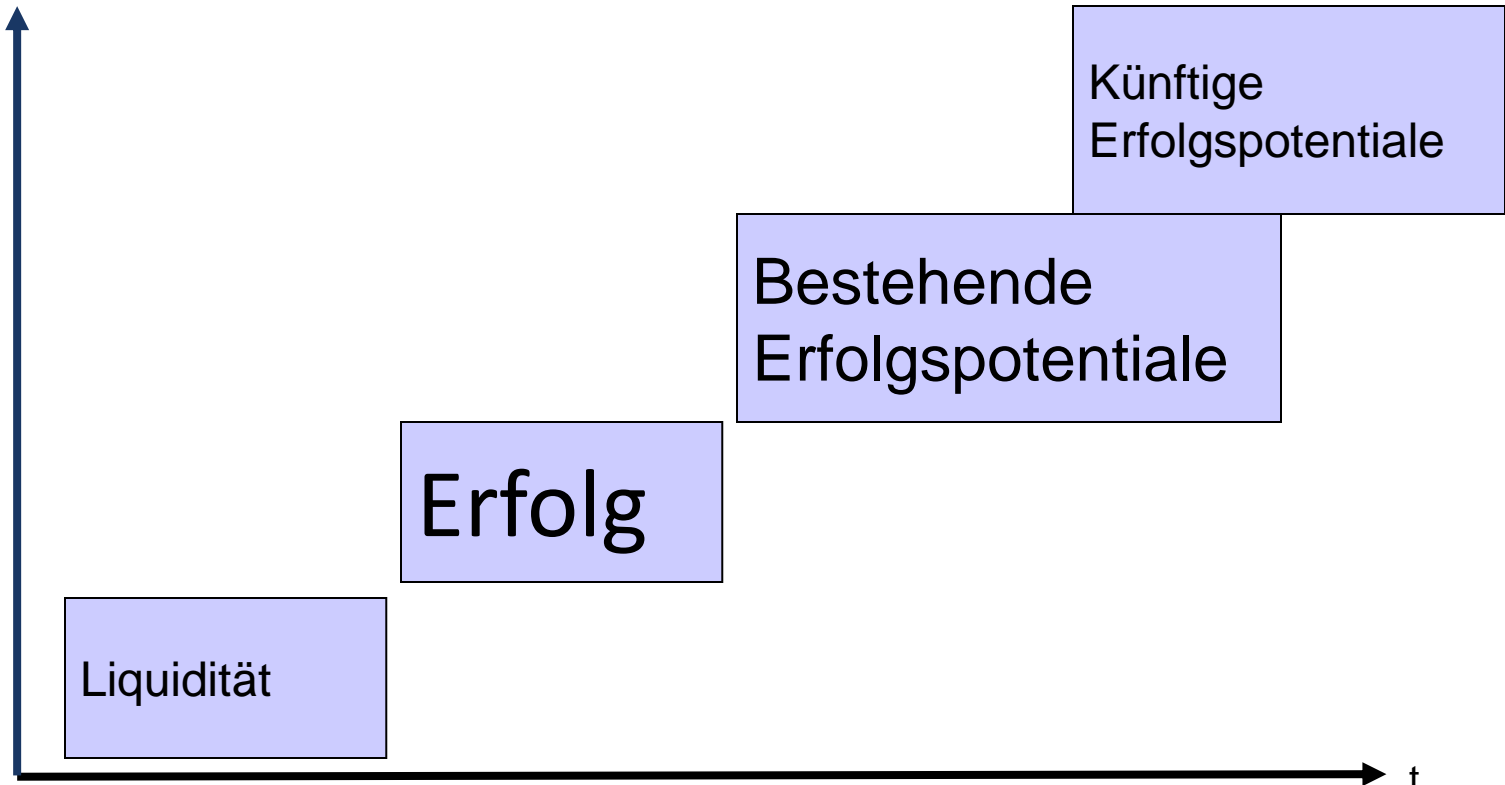 Künftige
Erfolgspotentiale
Bestehende
Erfolgspotentiale
Erfolg
Liquidität
t